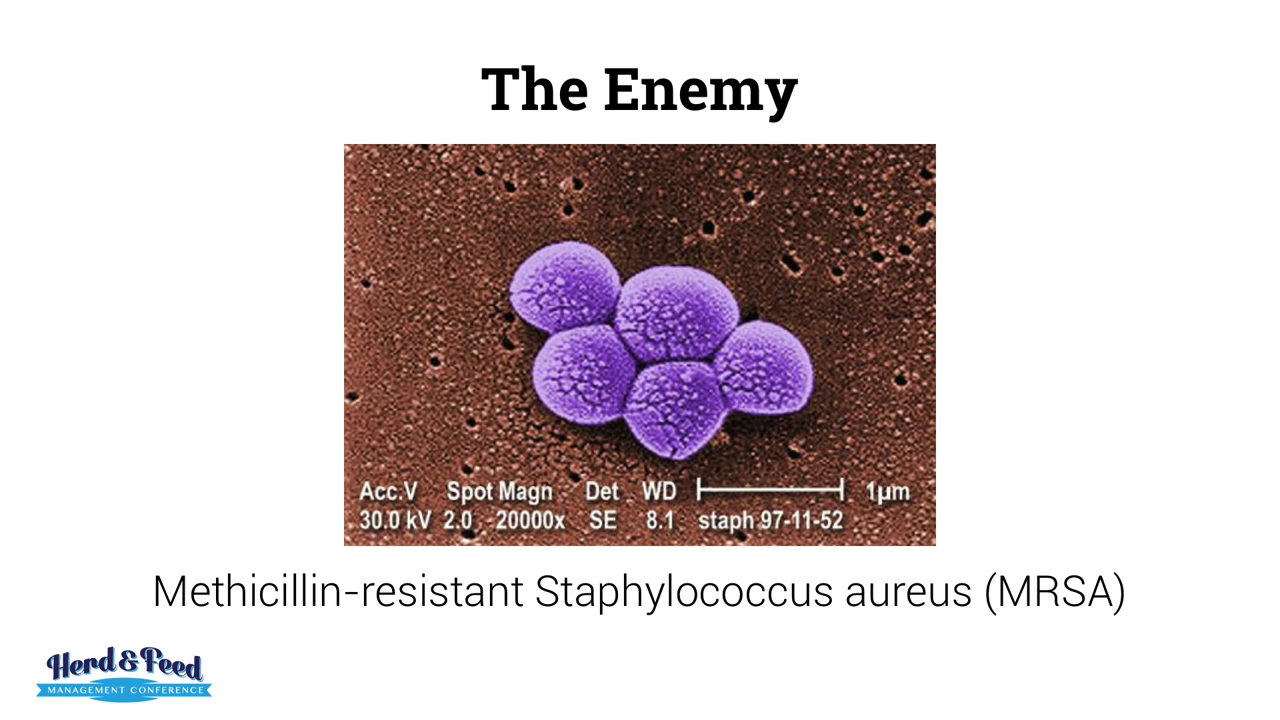 The Enemy
Acc.V Spot Magn Det WD 1µm
30.0 kV 2.0 20000x SE 8.1 staph 97-11-52
Methicillin-resistant Staphylococcus aureus (MRSA)
Herd & Feed
MANAGEMENT CONFERENCE